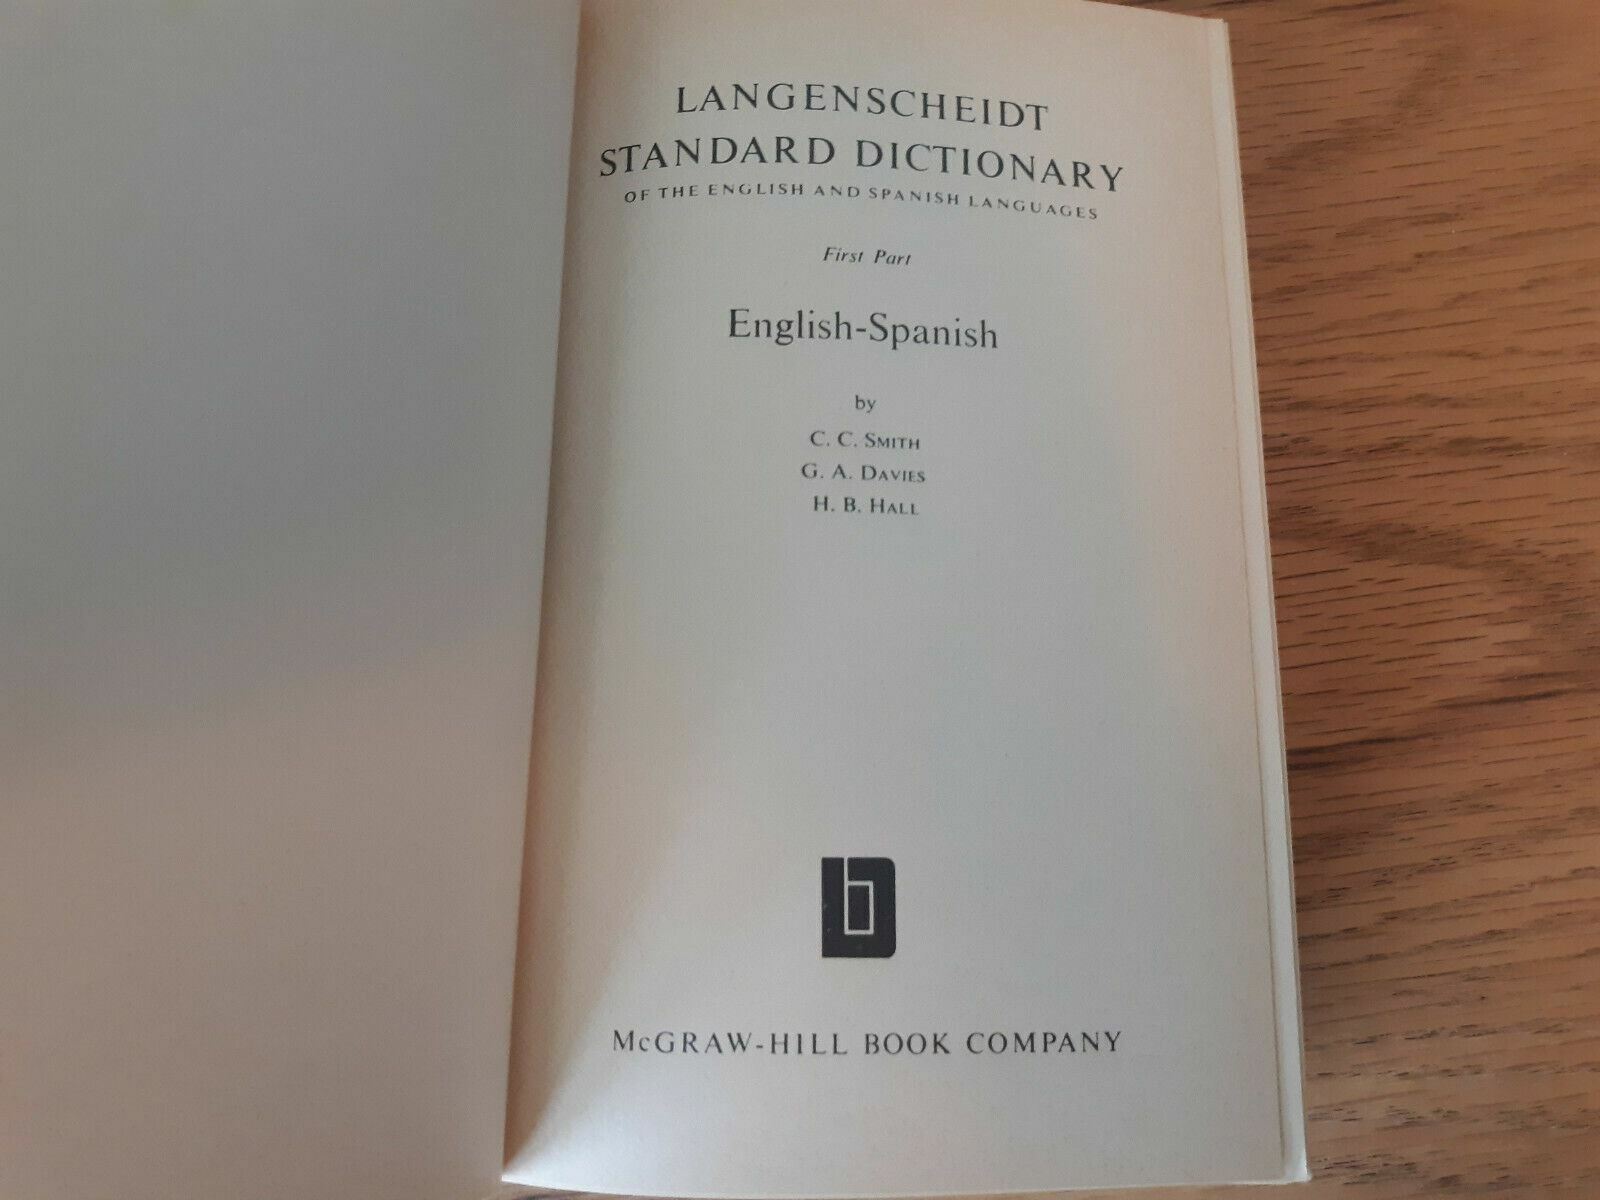 LANGENSCHEIDT
STANDARD DICTIONARY
OF THE ENGLISH AND SPANISH LANGUAGES
First Part
English-Spanish
by
C. C. SMITH
G. A. DAVIES
H. B. HALL
McGRAW-HILL BOOK COMPANY